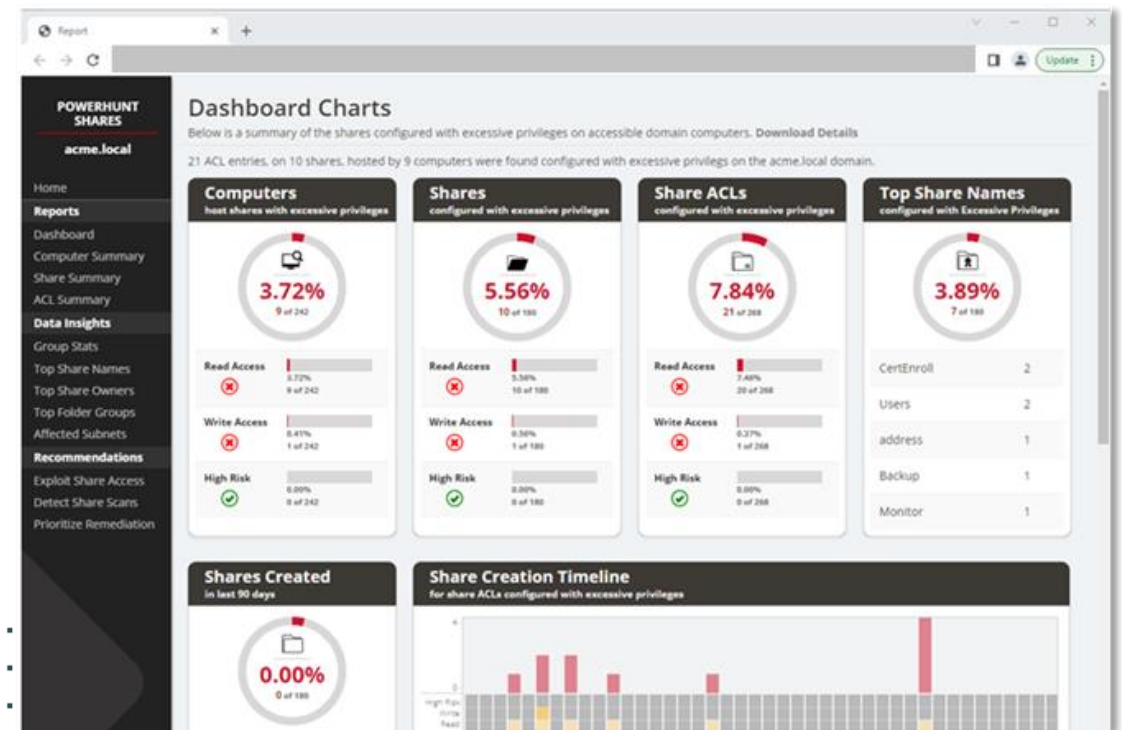 Report
Update
POWERHUNT
SHARES
acme.local
Home
Reports
Dashboard
Computer Summary
Share Summary
ACL Summary
Data Insights
Group Stats
Top Share Names
Top Share Owners
Top Folder Groups
Affected Subnets
Recommendations
Exploit Share Access
Detect Share Scans
Prioritize Remediation
Dashboard Charts
Below is a summary of the shares configured with excessive privileges on accessible domain computers. Download Details
21 ACL entries, on 10 shares, hosted by 9 computers were found configured with excessive privilegs on the acme.local domain.
Computers
host shares with excessive privileges
3.72%
9 of 242
Read Access
3.72%
9 of 242
Write Access
0.41%
1 of 242
High Risk
0.00%
0 of 242
Shares
configured with excessive privileges
5.56%
10 of 180
Read Access
5.56%
10 of 180
Write Access
0.56%
1 of 180
High Risk
0.00%
0 of 180
Share ACLs
configured with excessive privileges
7.84%
21 of 268
Read Access
7.46%
20 of 268
Write Access
0.37%
1 of 268
High Risk
0.00%
0 of 268
Top Share Names
configured with Excessive Privileges
3.89%
7 of 180
CertEnroll 2
Users 2
address 1
Backup 1
Monitor 1
Shares Created
in last 90 days
0.00%
0 of 180
Share Creation Timeline
for share ACLs configured with excessive privileges
0
High Risk
Write
Read